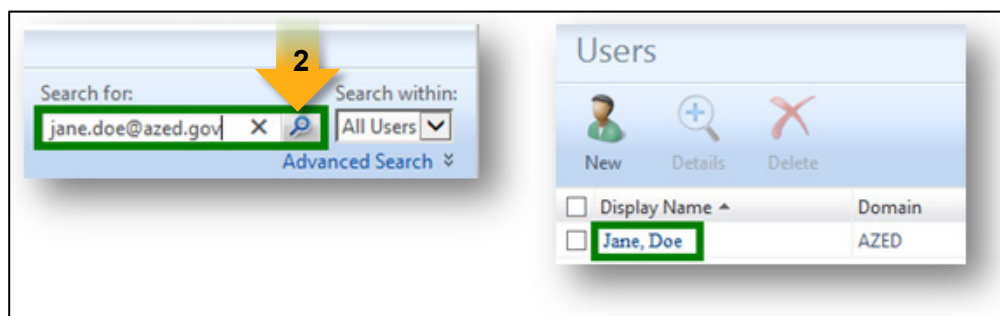 2
Search for:
Search within:
jane.doe@azed.gov
All Users
Advanced Search
Users
New
Details
Delete
Display Name
Domain
Jane, Doe
AZED